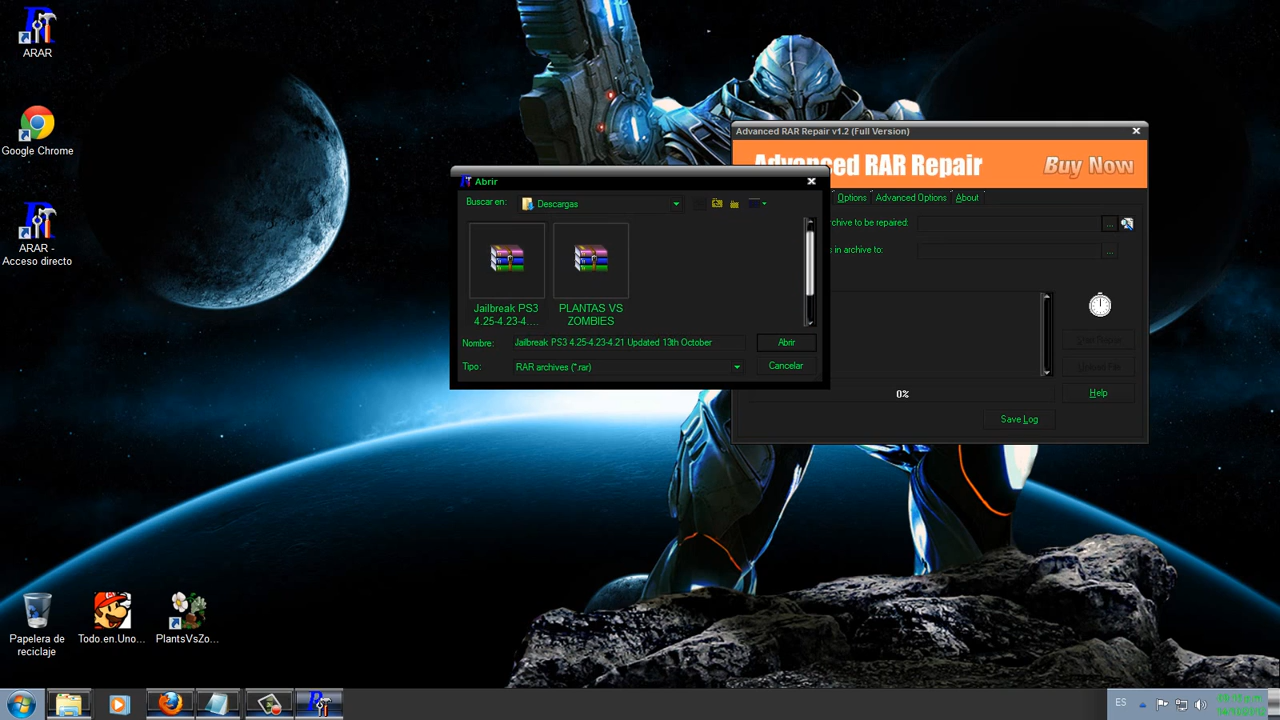 ARAR
Google Chrome
ARAR -
Acceso directo
Advanced RAR Repair v1.2 (Full Version)
RAR Repair
Buy Now
Options
Advanced Options
About
rchive to be repaired:
...
in archive to:
...
Help
0%
Save Log
Abrir
Buscar en:
Descargas
Jailbreak PS3
4.25-4.23-4....
PLANTAS VS
ZOMBIES
Nombre:
Jailbreak PS3 4.25-4.23-4.21 Updated 13th October
Abrir
Tipo:
RAR archives (*.rar)
Cancelar
Papelera de
reciclaje
Todo.en.Uno...
PlantsVsZo...
ES